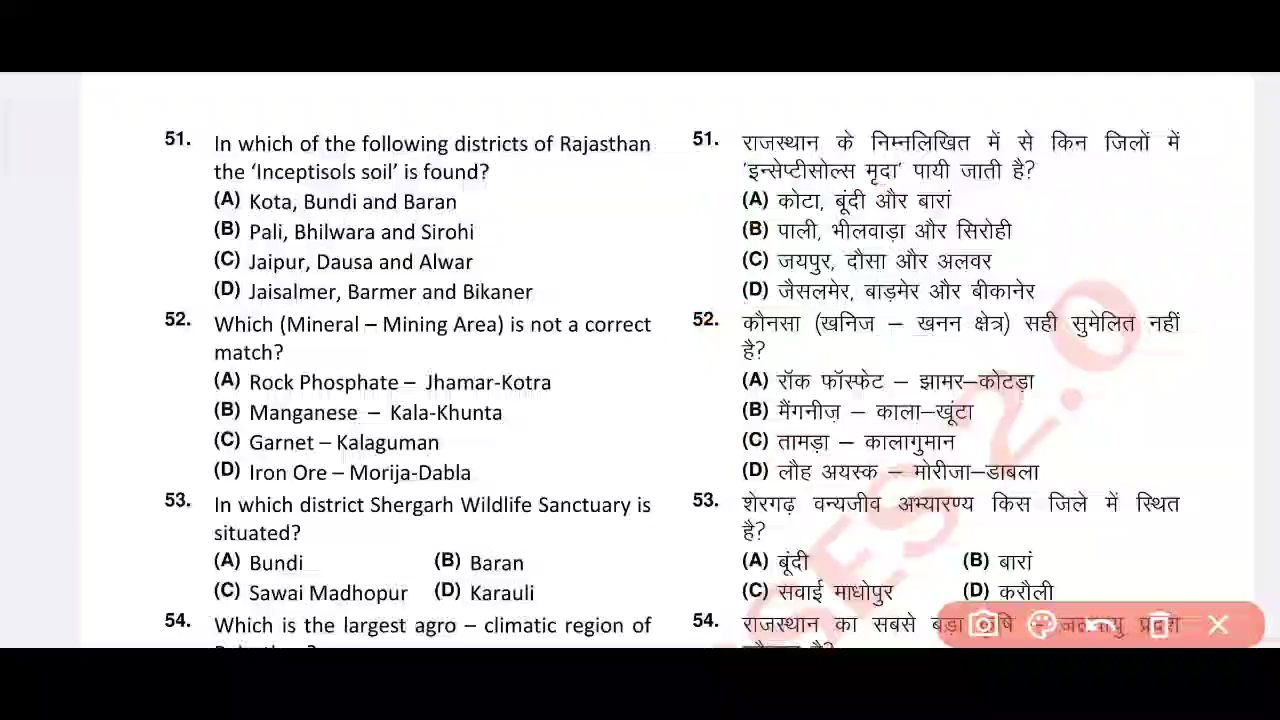 51. In which of the following districts of Rajasthan
the ‘Inceptisols soil’ is found?
(A) Kota, Bundi and Baran
(B) Pali, Bhilwara and Sirohi
(C) Jaipur, Dausa and Alwar
(D) Jaisalmer, Barmer and Bikaner
52. Which (Mineral – Mining Area) is not a correct
match?
(A) Rock Phosphate – Jhamar-Kotra
(B) Manganese – Kala-Khunta
(C) Garnet – Kalaguman
(D) Iron Ore – Morija-Dabla
53. In which district Shergarh Wildlife Sanctuary is
situated?
(A) Bundi (B) Baran
(C) Sawai Madhopur (D) Karauli
54. Which is the largest agro – climatic region of
51. राजस्थान के निम्नलिखित में से किन जिलों में
‘इन्सेप्टीसोल्स मृदा’ पायी जाती है?
(A) कोटा, बूंदी और बारां
(B) पाली, भीलवाड़ा और सिरोही
(C) जयपुर, दौसा और अलवर
(D) जैसलमेर, बाड़मेर और बीकानेर
52. कौनसा (खनिज – खनन क्षेत्र) सही सुमेलित नहीं
है?
(A) रॉक फॉस्फेट – झामर–कोटड़ा
(B) मैंगनीज़ – काला–खूंटा
(C) तामड़ा – कालागुमान
(D) लौह अयस्क – मोरीजा–डाबला
53. शेरगढ़ वन्यजीव अभ्यारण्य किस जिले में स्थित
है?
(A) बूंदी (B) बारां
(C) सवाई माधोपुर (D) करौली
54. राजस्थान का सबसे बड़ा कृषि – जलवायु प्रदेश